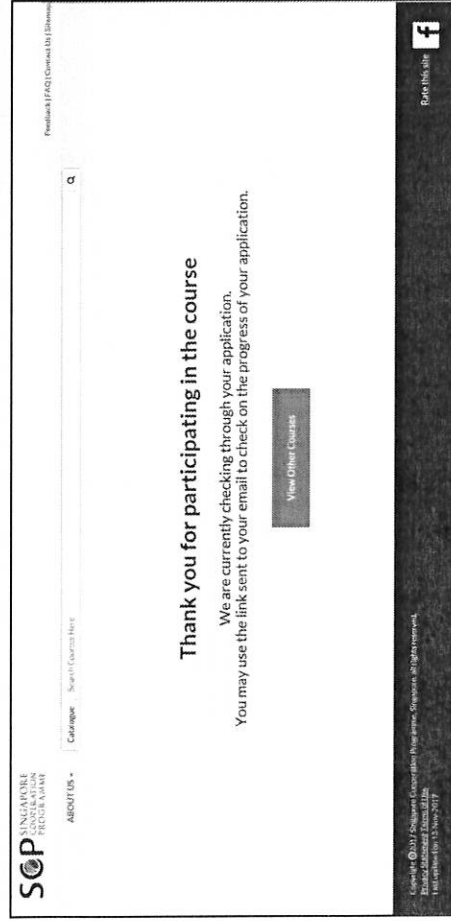 SCP SINGAPORE
COOPERATION
PROGRAMME
Feedback | FAQ | Contact Us | Sitemap
ABOUT US
Catalogue Search Courses Here
Thank you for participating in the course
We are currently checking through your application.
You may use the link sent to your email to check on the progress of your application.
View Other Courses
Copyright ©2017 Singapore Cooperation Programme, Singapore, all rights reserved.
Privacy Statement Terms of Use
Last updated on 13-Nov-2017
Rate this site
f